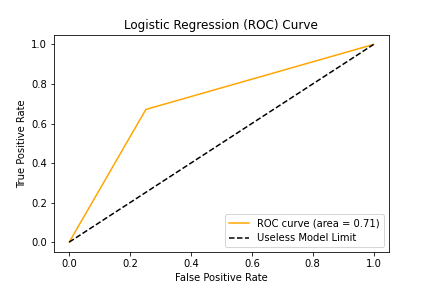 Logistic Regression (ROC) Curve
1.0
0.8
0.6
0.4
0.2
0.0
True Positive Rate
ROC curve (area = 0.71)
Useless Model Limit
0.0 0.2 0.4 0.6 0.8 1.0
False Positive Rate